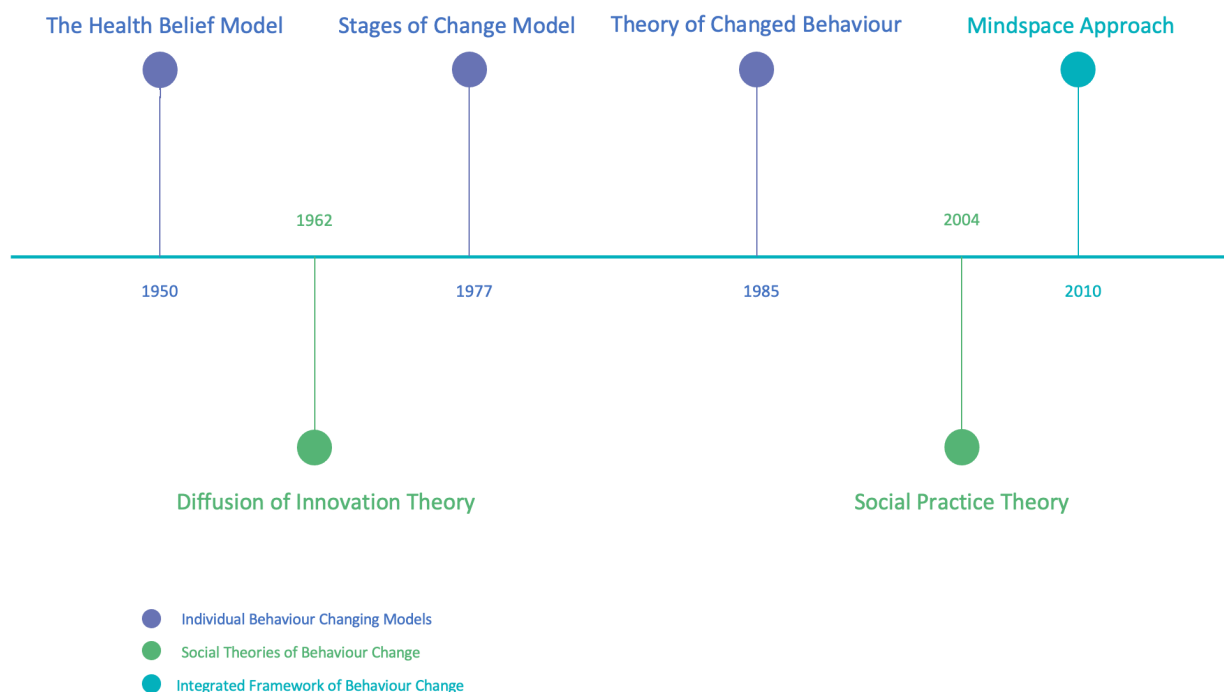 The Health Belief Model
Stages of Change Model
Theory of Changed Behaviour
Mindspace Approach
1962
2004
1950
1977
1985
2010
Diffusion of Innovation Theory
Social Practice Theory
Individual Behaviour Changing Models
Social Theories of Behaviour Change
Integrated Framework of Behaviour Change